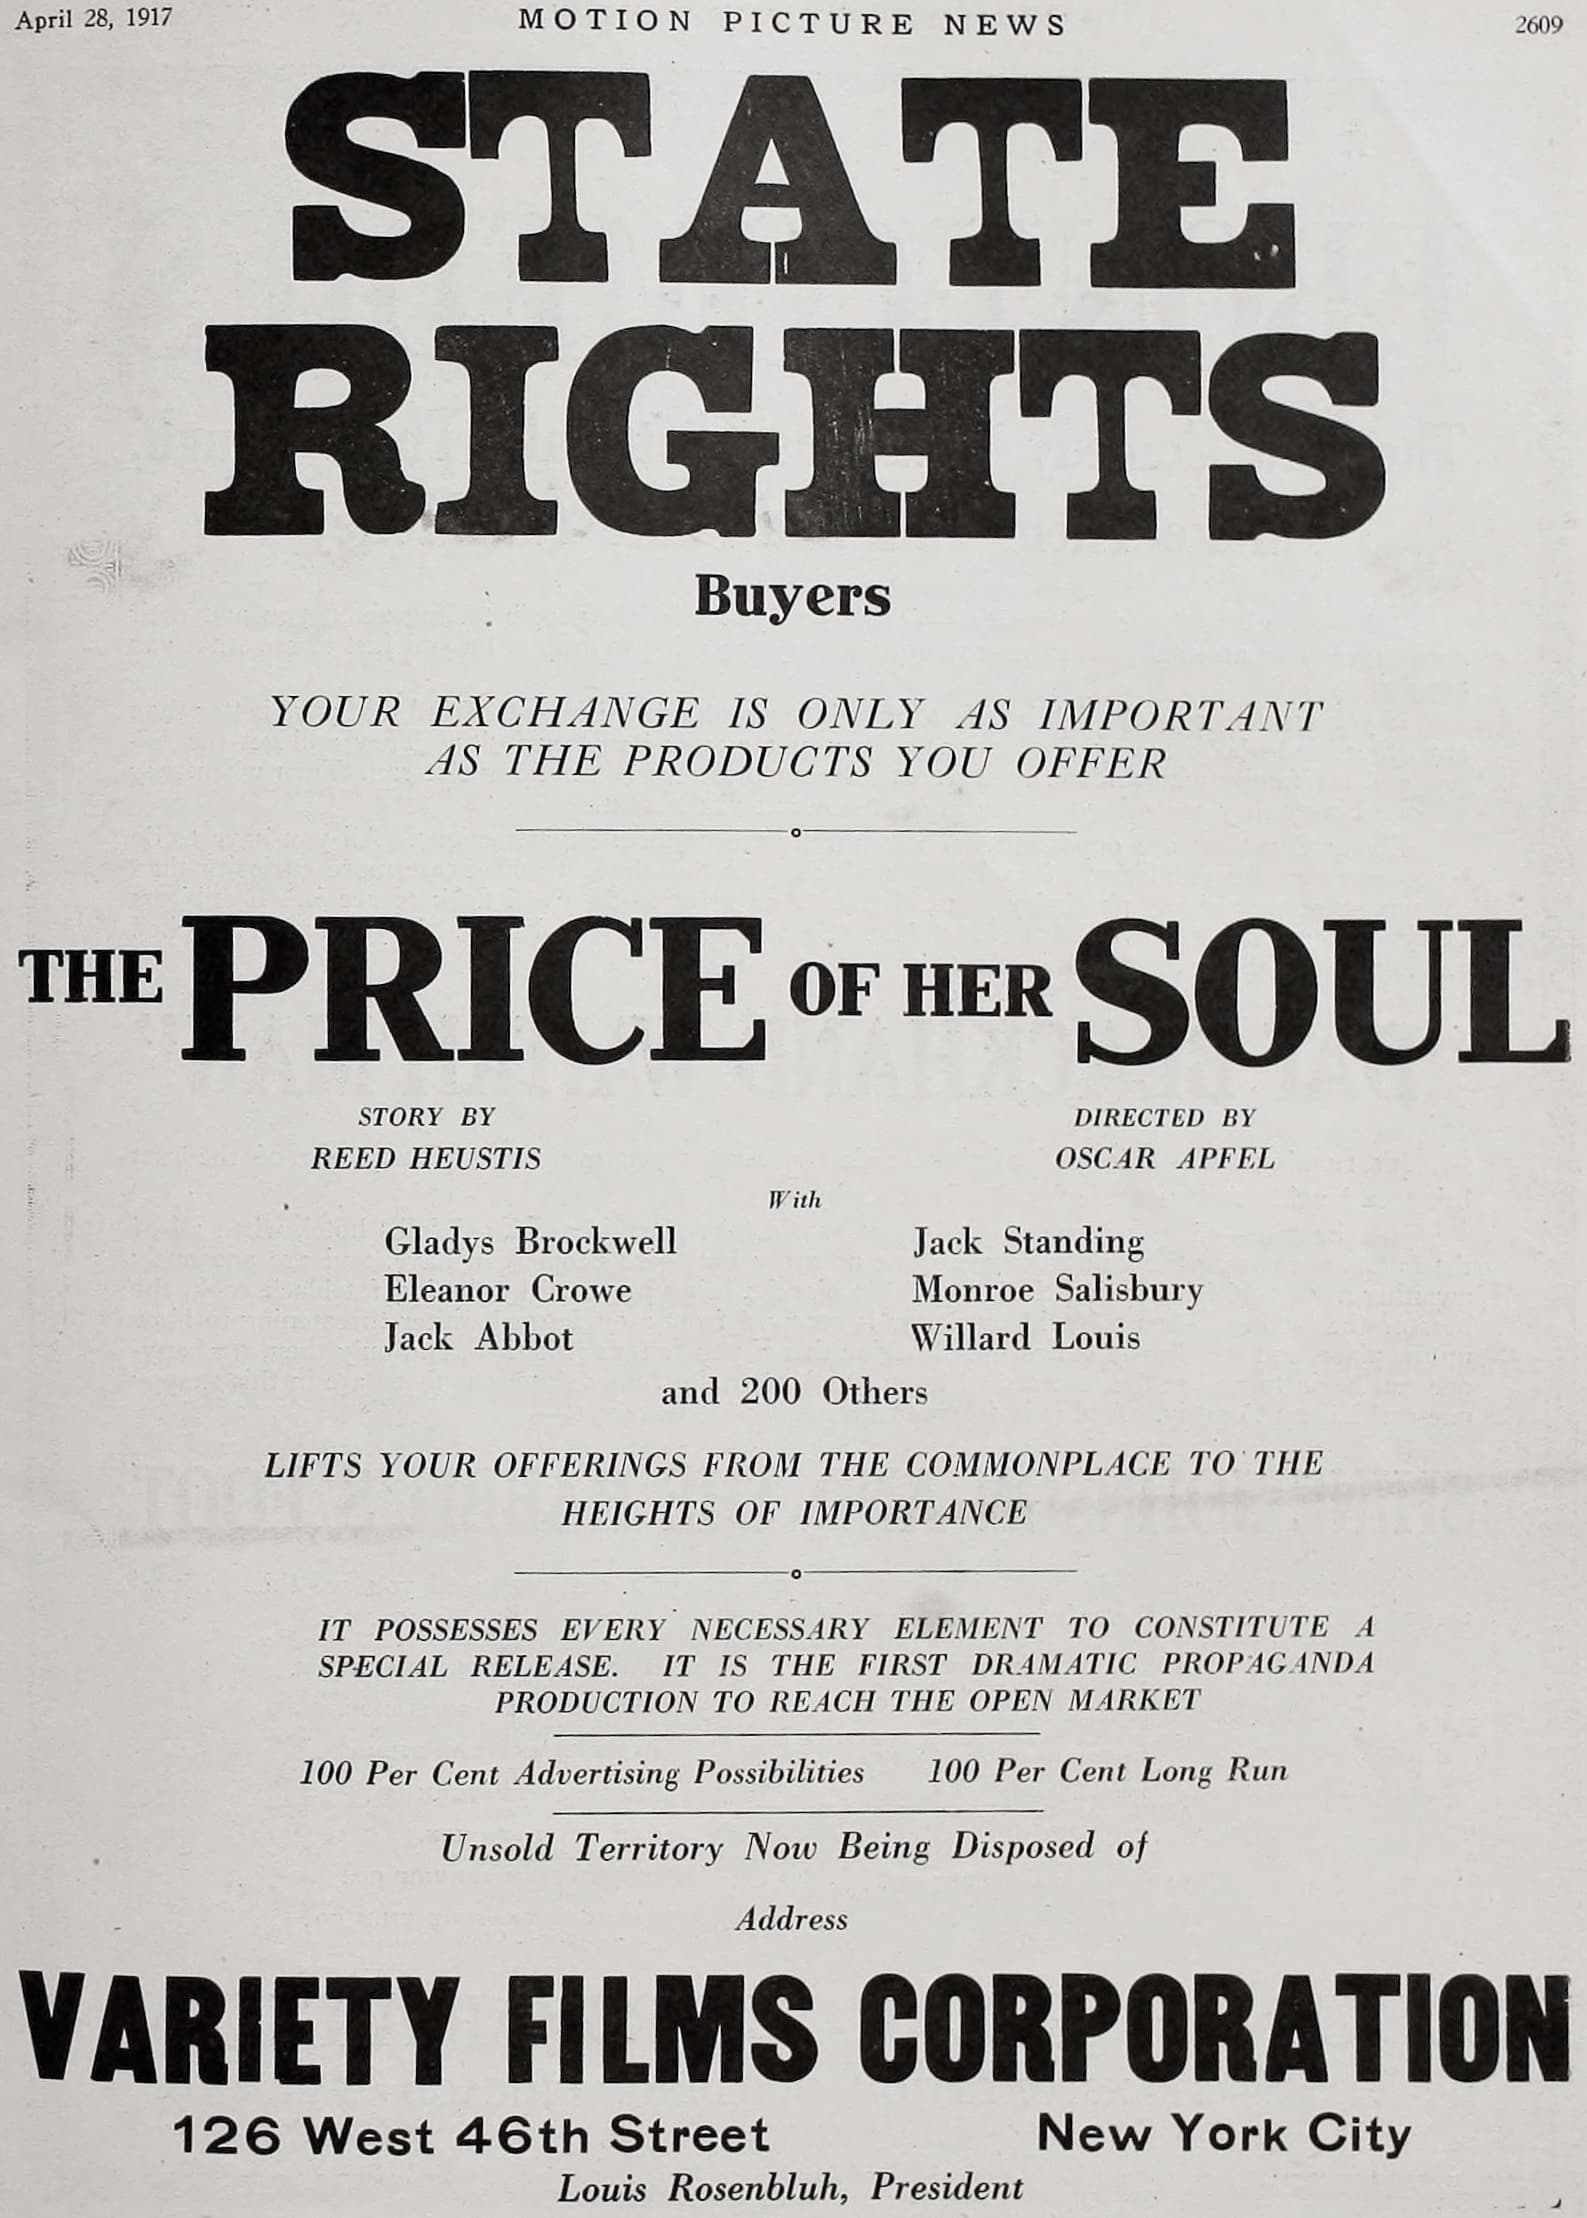 April 28, 1917 MOTION PICTURE NEWS 2609
STATE
RIGHTS
Buyers
YOUR EXCHANGE IS ONLY AS IMPORTANT
AS THE PRODUCTS YOU OFFER
THE PRICE OF HER SOUL
STORY BY DIRECTED BY
REED HEUSTIS OSCAR APFEL
With
Gladys Brockwell Jack Standing
Eleanor Crowe Monroe Salisbury
Jack Abbot Willard Louis
and 200 Others
LIFTS YOUR OFFERINGS FROM THE COMMONPLACE TO THE
HEIGHTS OF IMPORTANCE
IT POSSESSES EVERY NECESSARY ELEMENT TO CONSTITUTE A
SPECIAL RELEASE. IT IS THE FIRST DRAMATIC PROPAGANDA
PRODUCTION TO REACH THE OPEN MARKET
100 Per Cent Advertising Possibilities 100 Per Cent Long Run
Unsold Territory Now Being Disposed of
Address
VARIETY FILMS CORPORATION
126 West 46th Street New York City
Louis Rosenbluh, President